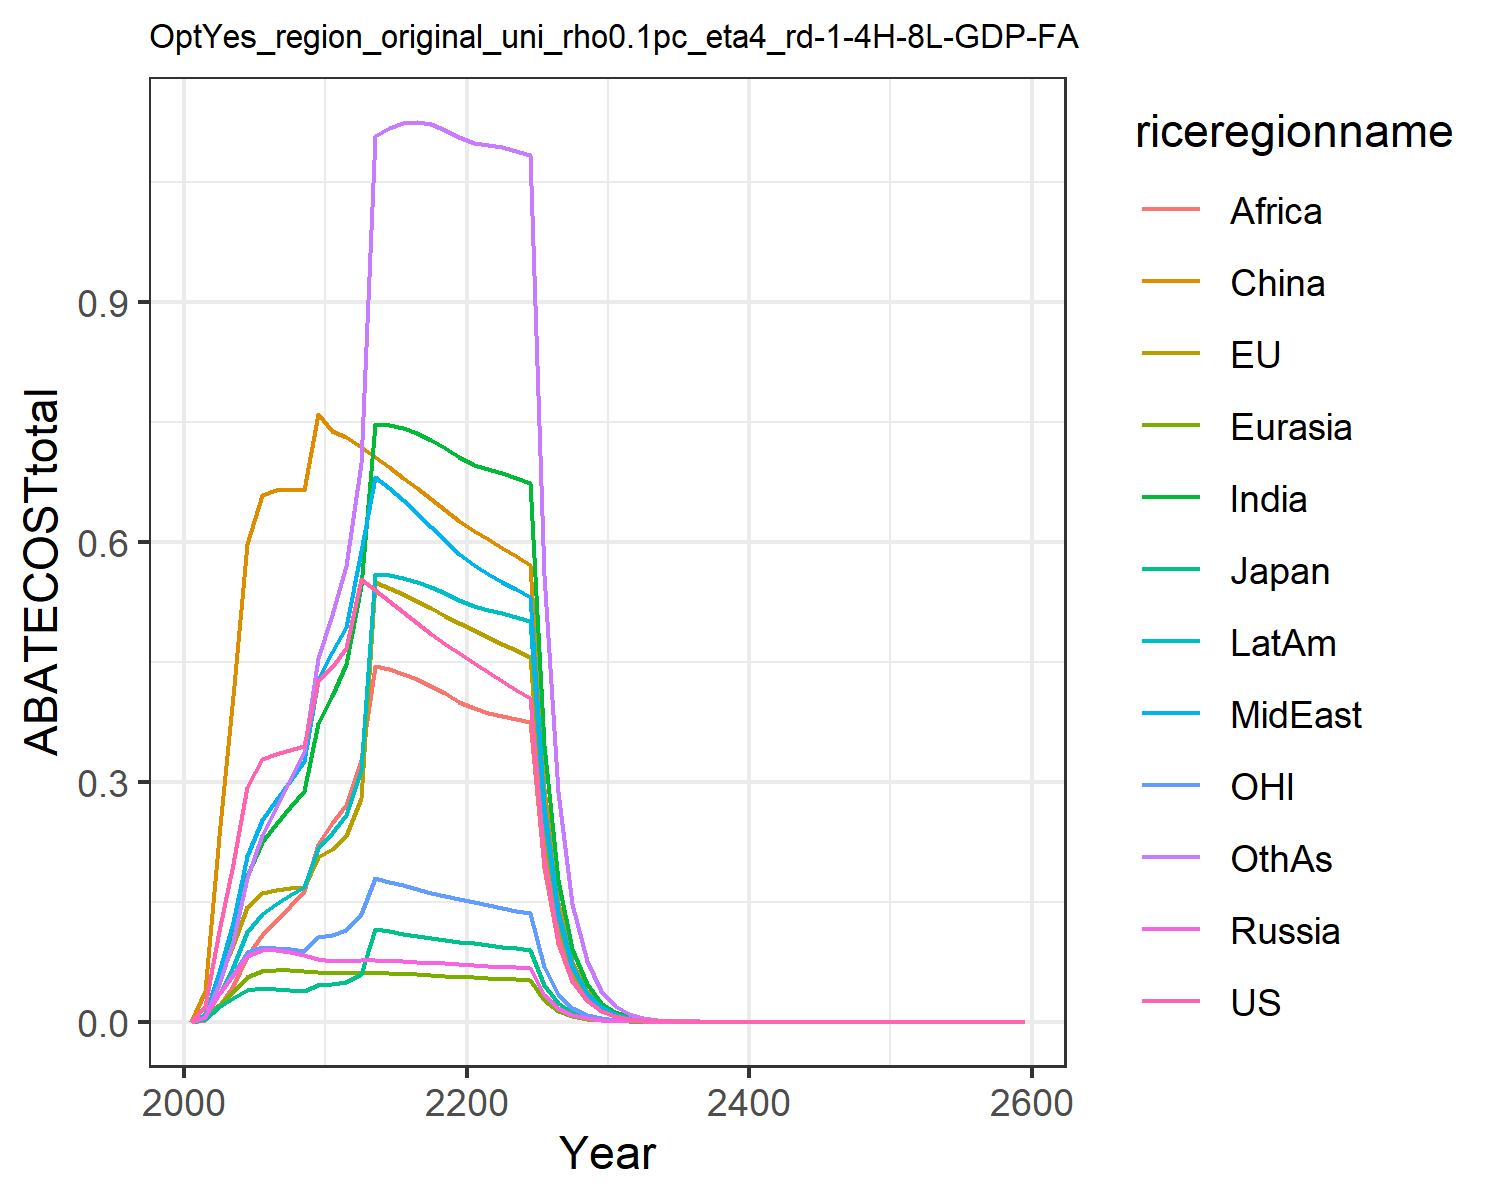 OptYes_region_original_uni_rho0.1pc_eta4_rd-1-4H-8L-GDP-FA
ABATECOSTtotal
0.9
0.6
0.3
0.0
2000
2200
2400
2600
Year
riceregionname
Africa
China
EU
Eurasia
India
Japan
LatAm
MidEast
OHI
OthAs
Russia
US